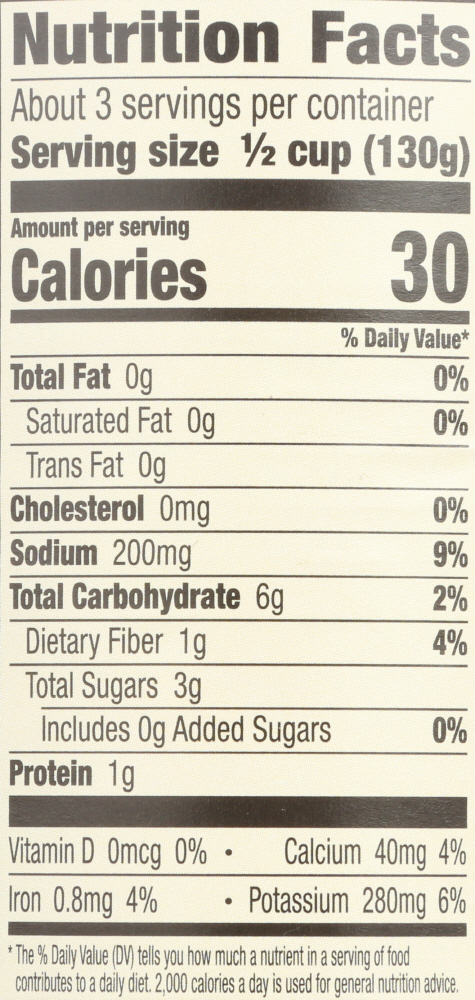 Nutrition Facts
About 3 servings per container
Serving size ½ cup (130g)
Amount per serving
Calories 30
% Daily Value*
Total Fat 0g 0%
Saturated Fat 0g 0%
Trans Fat 0g
Cholesterol 0mg 0%
Sodium 200mg 9%
Total Carbohydrate 6g 2%
Dietary Fiber 1g 4%
Total Sugars 3g
Includes 0g Added Sugars 0%
Protein 1g
Vitamin D 0mcg 0% • Calcium 40mg 4%
Iron 0.8mg 4% • Potassium 280mg 6%
* The % Daily Value (DV) tells you how much a nutrient in a serving of food
contributes to a daily diet. 2,000 calories a day is used for general nutrition advice.